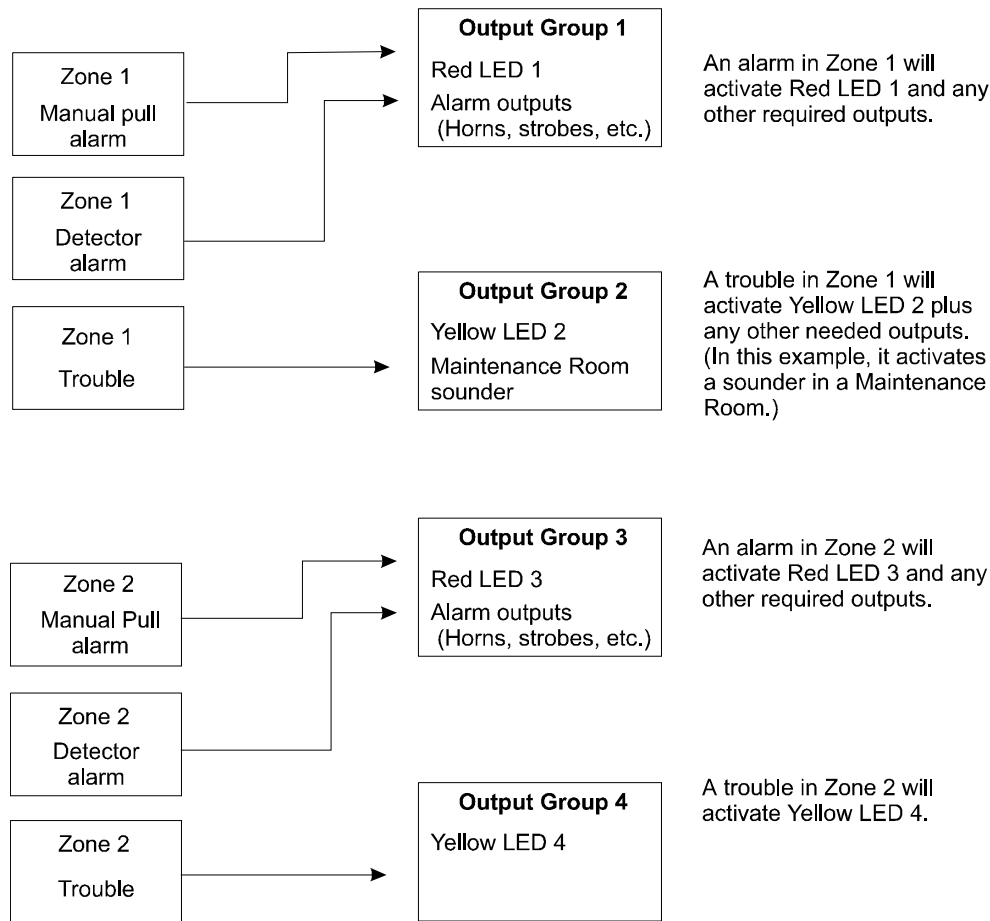 Zone 1
Manual pull
alarm
Zone 1
Detector
alarm
Zone 1
Trouble
Output Group 1
Red LED 1
Alarm outputs
(Horns, strobes, etc.)
An alarm in Zone 1 will
activate Red LED 1 and any
other required outputs.
Output Group 2
Yellow LED 2
Maintenance Room
sounder
A trouble in Zone 1 will
activate Yellow LED 2 plus
any other needed outputs.
(In this example, it activates
a sounder in a Maintenance
Room.)
Zone 2
Manual Pull
alarm
Zone 2
Detector
alarm
Zone 2
Trouble
Output Group 3
Red LED 3
Alarm outputs
(Horns, strobes, etc.)
An alarm in Zone 2 will
activate Red LED 3 and any
other required outputs.
Output Group 4
Yellow LED 4
A trouble in Zone 2 will
activate Yellow LED 4.